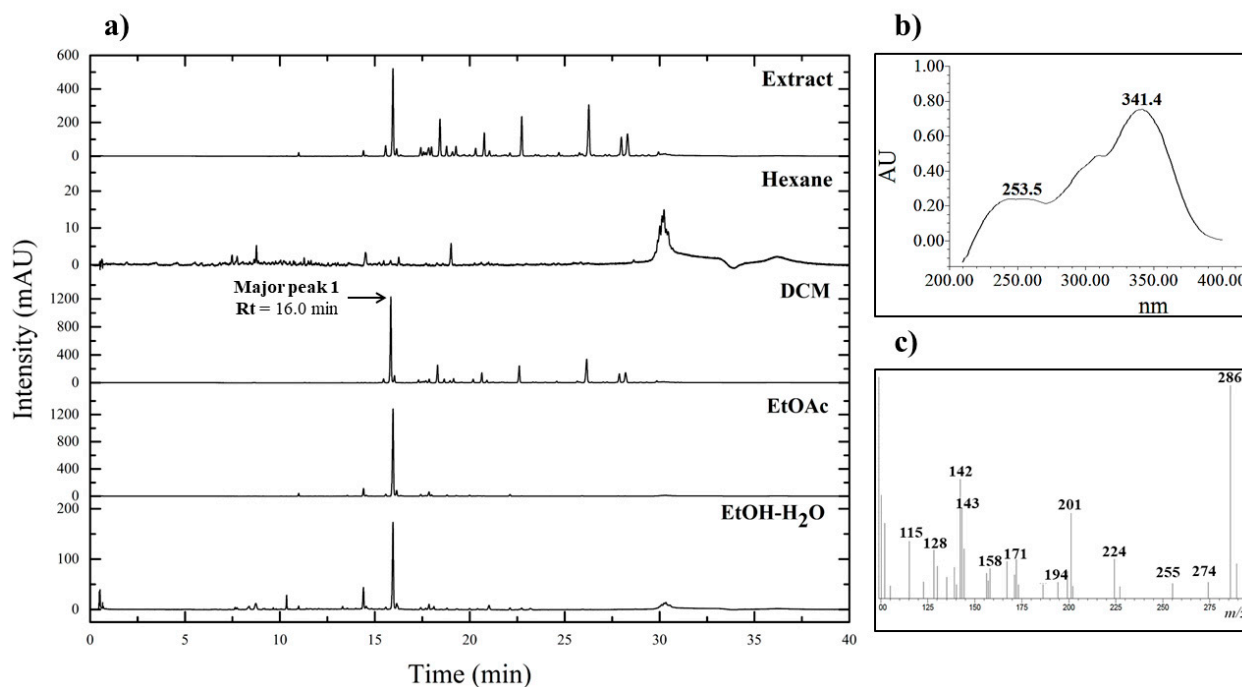 a)
600
400
200
0
Extract
20
10
0
Hexane
1200
800
400
0
Major peak 1
Rt = 16.0 min
DCM
1200
800
400
0
EtOAc
200
100
0
EtOH-H₂O
0 5 10 15 20 25 30 35 40
Time (min)
Intensity (mAU)
b)
1.00
0.80
0.60
0.40
0.20
0.00
AU
253.5
341.4
200.00 250.00 300.00 350.00 400.00
nm
c)
286
142
143
201
115
128
158
171
194
224
255
274
00 125 150 175 200 225 250 275
m/z